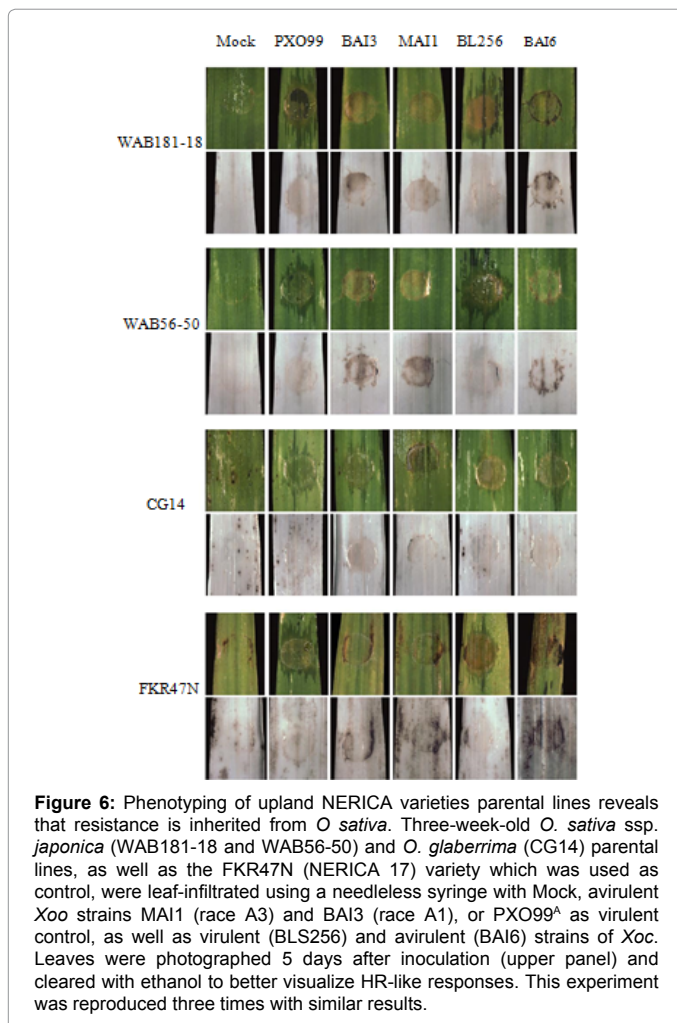 Mock PXO99 BAI3 MAI1 BL256 BAI6
WAB181-18
WAB56-50
CG14
FKR47N
Figure 6: Phenotyping of upland NERICA varieties parental lines reveals
that resistance is inherited from O sativa. Three-week-old O. sativa ssp.
japonica (WAB181-18 and WAB56-50) and O. glaberrima (CG14) parental
lines, as well as the FKR47N (NERICA 17) variety which was used as
control, were leaf-infiltrated using a needleless syringe with Mock, avirulent
Xoo strains MAI1 (race A3) and BAI3 (race A1), or PXO99ᴬ as virulent
control, as well as virulent (BLS256) and avirulent (BAI6) strains of Xoc.
Leaves were photographed 5 days after inoculation (upper panel) and
cleared with ethanol to better visualize HR-like responses. This experiment
was reproduced three times with similar results.